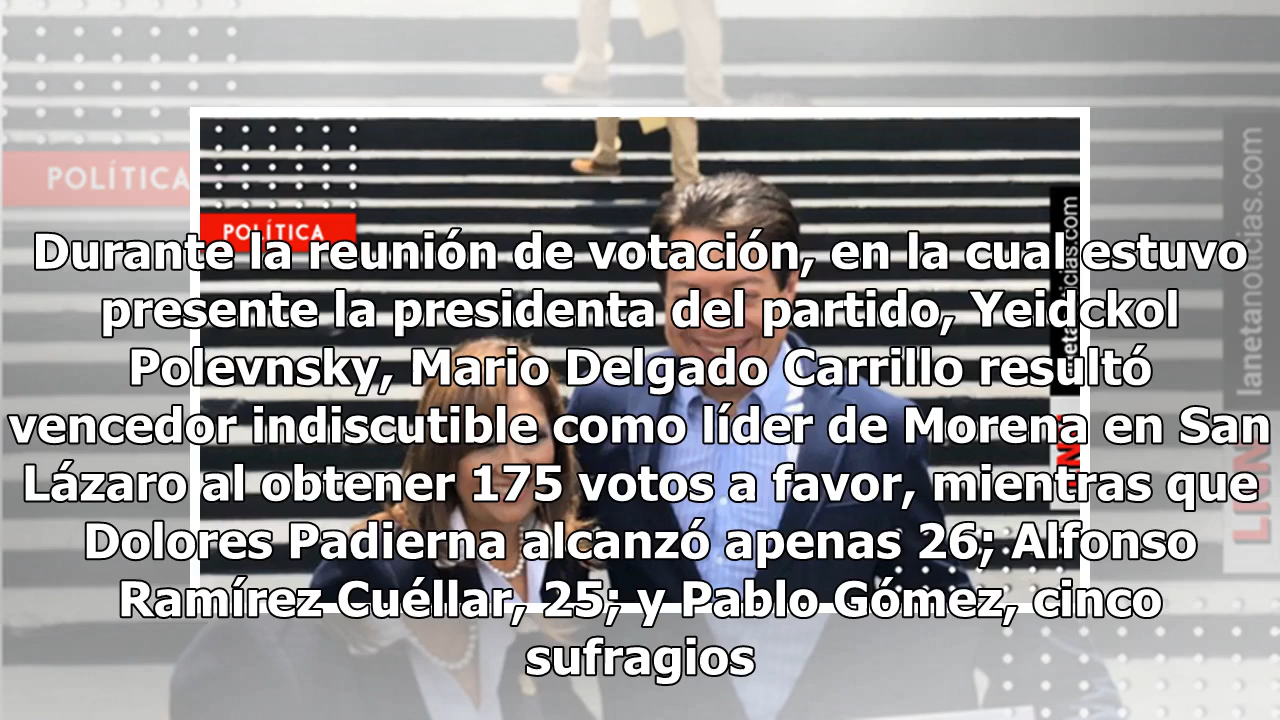 POLÍTICA
POLÍTICA
Durante la reunión de votación, en la cual estuvo
presente la presidenta del partido, Yeidckol
Polevnsky, Mario Delgado Carrillo resultó
vencedor indiscutible como líder de Morena en San
Lázaro al obtener 175 votos a favor, mientras que
Dolores Padierna alcanzó apenas 26; Alfonso
Ramírez Cuéllar, 25; y Pablo Gómez, cinco
sufragios
lanetanoticias.com